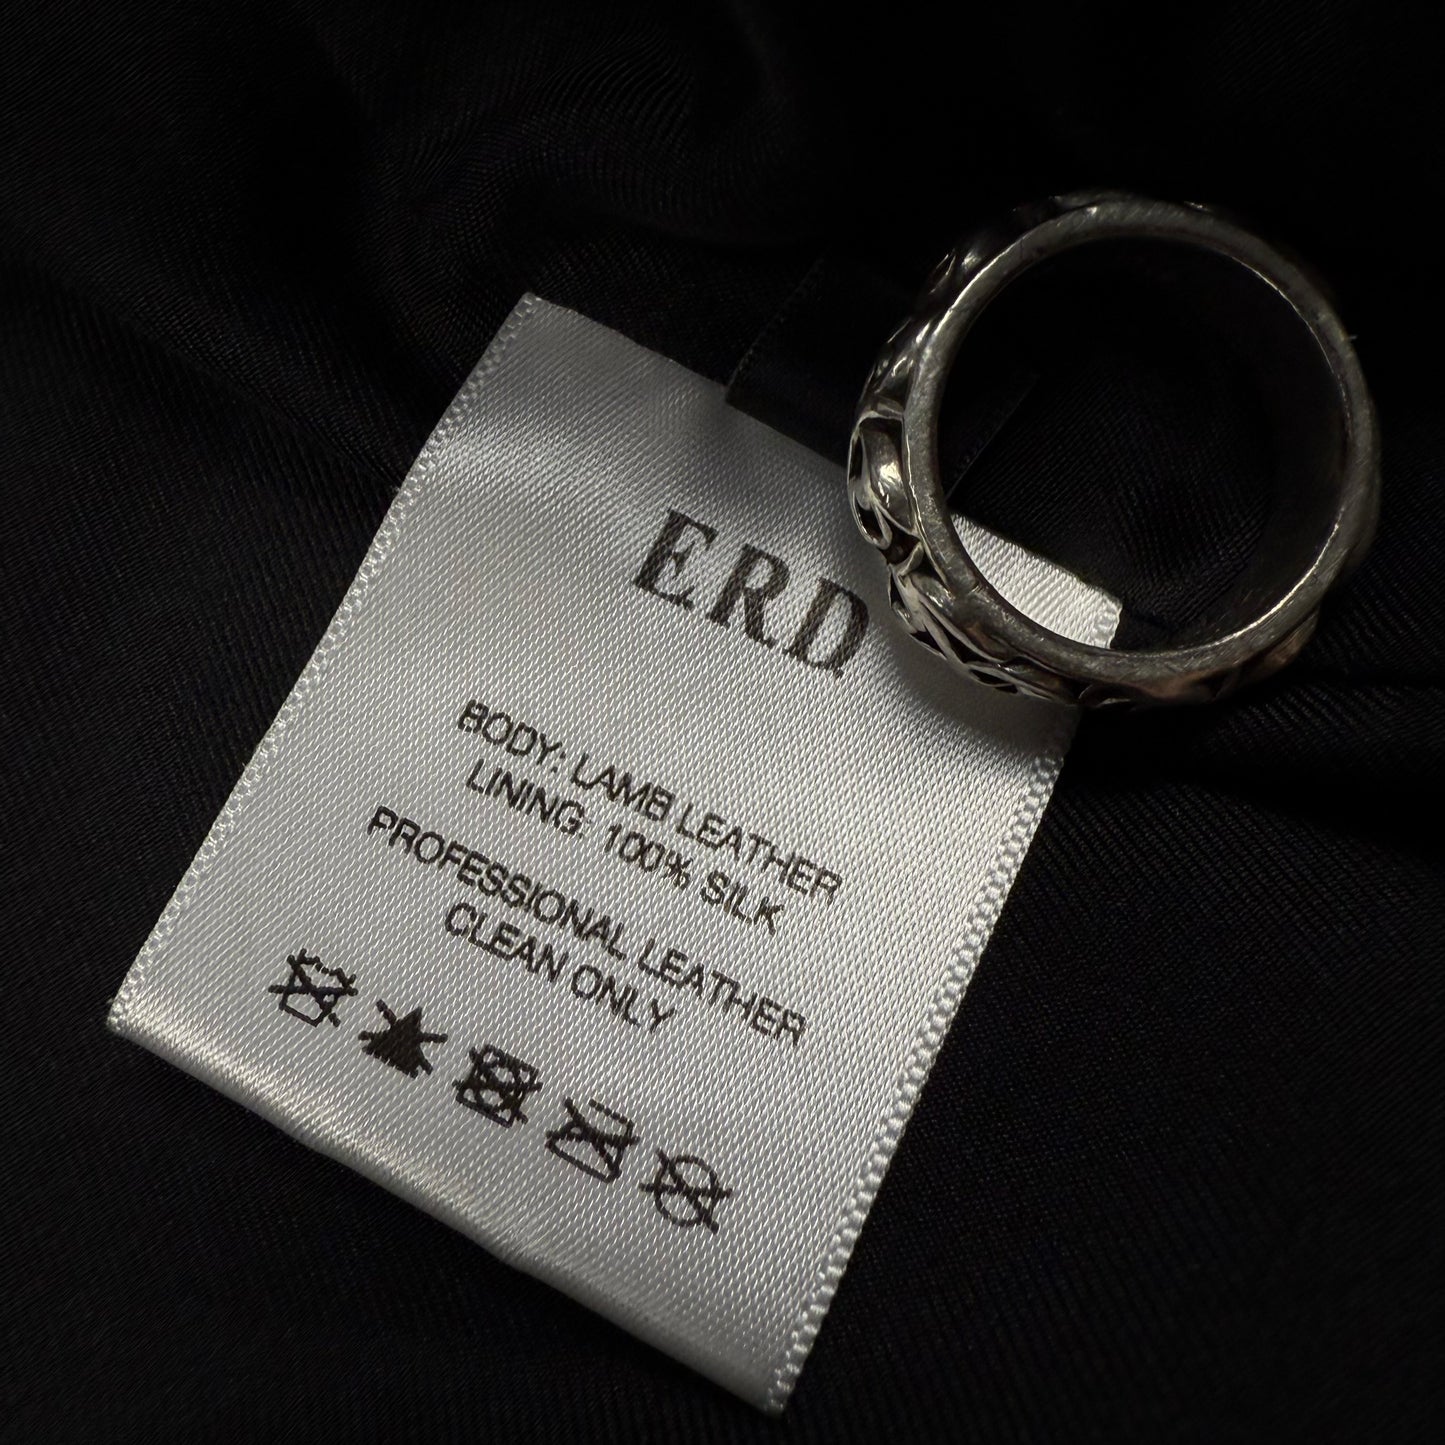 ERD
BODY: LAMB LEATHER
LINING: 100% SILK
PROFESSIONAL LEATHER
CLEAN ONLY